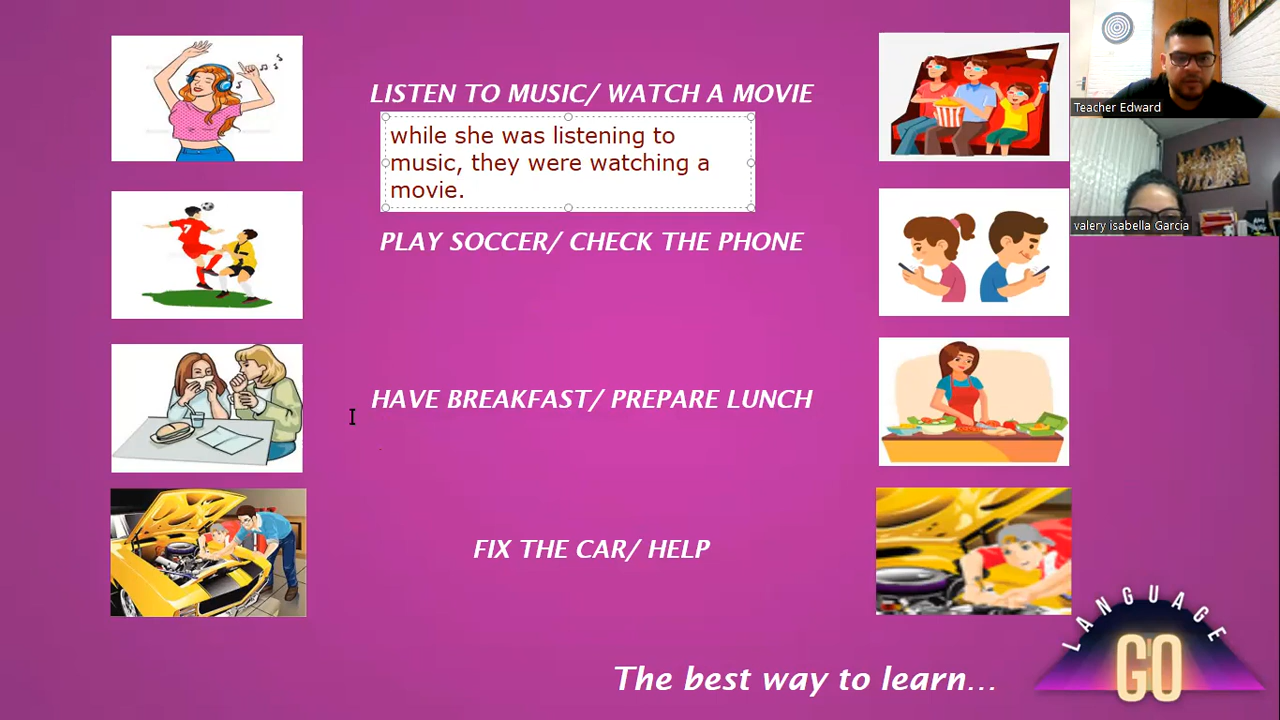 LISTEN TO MUSIC/ WATCH A MOVIE
while she was listening to
music, they were watching a
movie.
PLAY SOCCER/ CHECK THE PHONE
HAVE BREAKFAST/ PREPARE LUNCH
FIX THE CAR/ HELP
The best way to learn...
LANGUAGE
GO
Teacher Edward
valery isabella Garcia
7